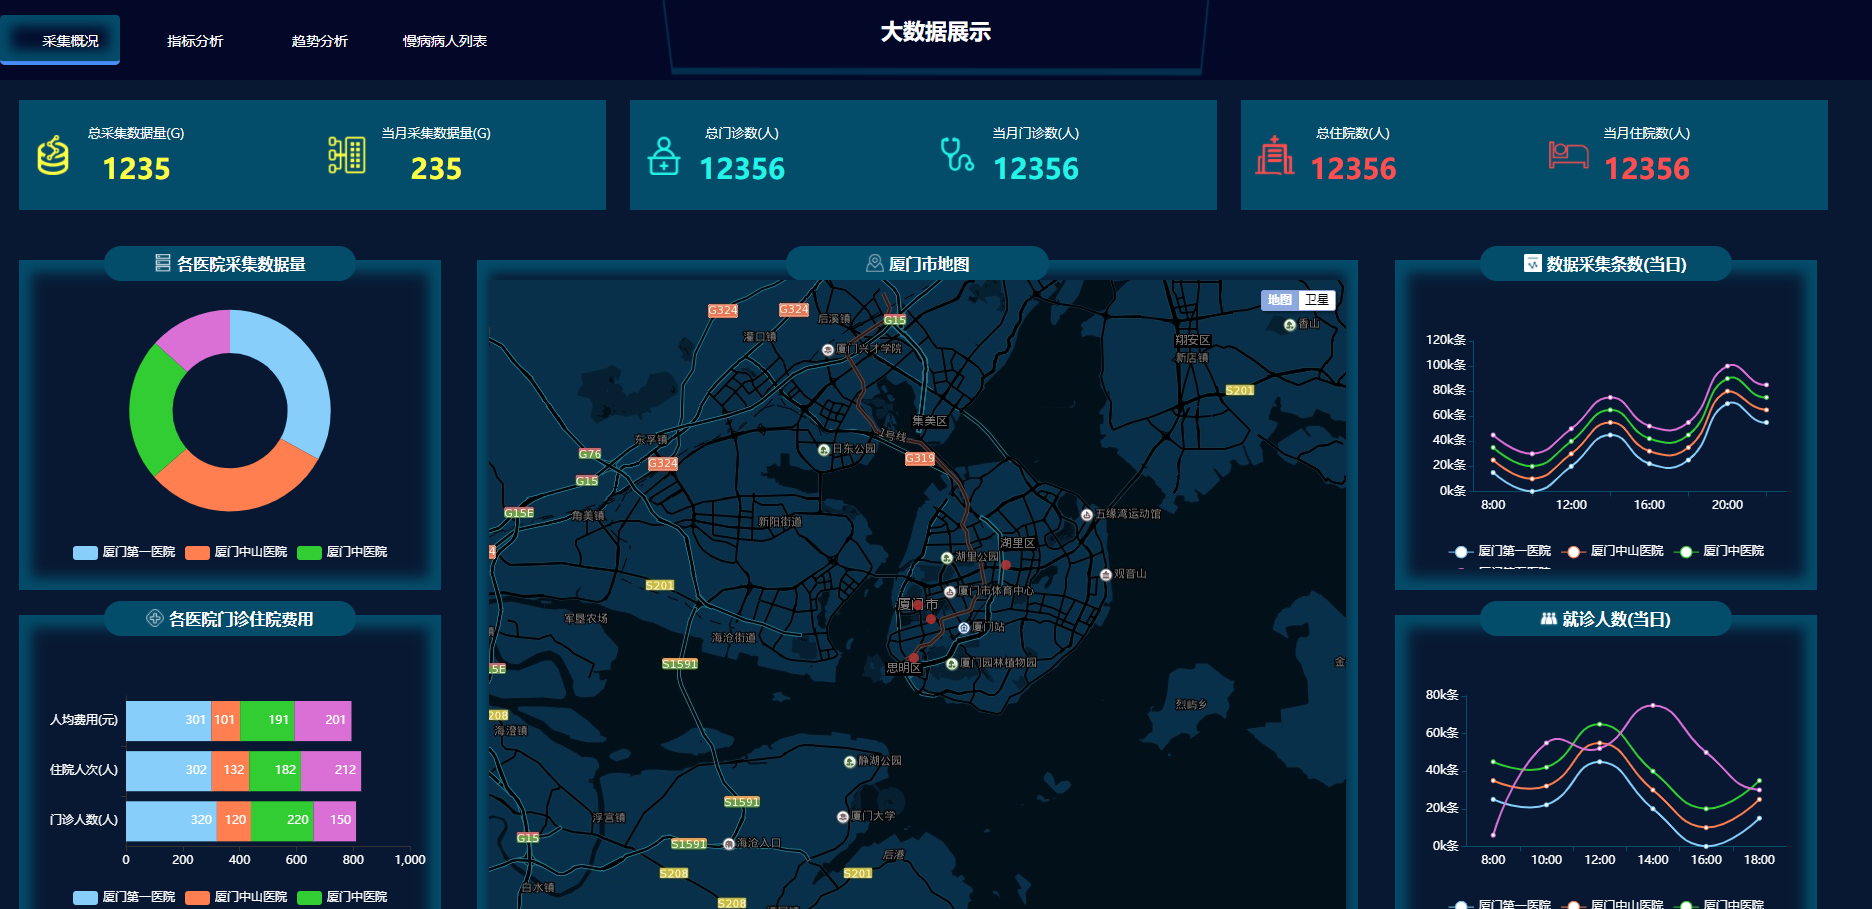 采集概况 指标分析 趋势分析 慢病病人列表
大数据展示
总采集数据量(G)
1235
当月采集数据量(G)
235
总门诊数(人)
12356
当月门诊数(人)
12356
总住院数(人)
12356
当月住院数(人)
12356
各医院采集数据量
厦门第一医院 厦门中山医院 厦门中医院
各医院门诊住院费用
人均费用(元) 301 101 191 201
住院人次(人) 302 132 182 212
门诊人数(人) 320 120 220 150
0 200 400 600 800 1,000
厦门第一医院 厦门中山医院 厦门中医院
厦门市地图
地图 卫星
G324
G324
后溪镇
G15
香山
灌口镇
厦门兴才学院
翔安区
新店镇
S201
集美区
1号线
东孚镇
日东公园
G76
G324
G319
G15
G15E
角美镇
新阳街道
五缘湾运动馆
4
湖里区
湖里公园
观音山
S201
厦门市体育中心
厦门市
军垦农场
海沧街道
厦门站
思明区
厦门园林植物园
S1591
5E
金
烈屿乡
208
海澄镇
静湖公园
S1591
浮宫镇
厦门大学
G15
S1591
海沧人口
后港
S208
S201
白水镇
S208
数据采集条数(当日)
120k条
100k条
80k条
60k条
40k条
20k条
0k条
8:00 12:00 16:00 20:00
厦门第一医院 厦门中山医院 厦门中医院
就诊人数(当日)
80k条
60k条
40k条
20k条
0k条
8:00 10:00 12:00 14:00 16:00 18:00
厦门第一医院 厦门中山医院 厦门中医院